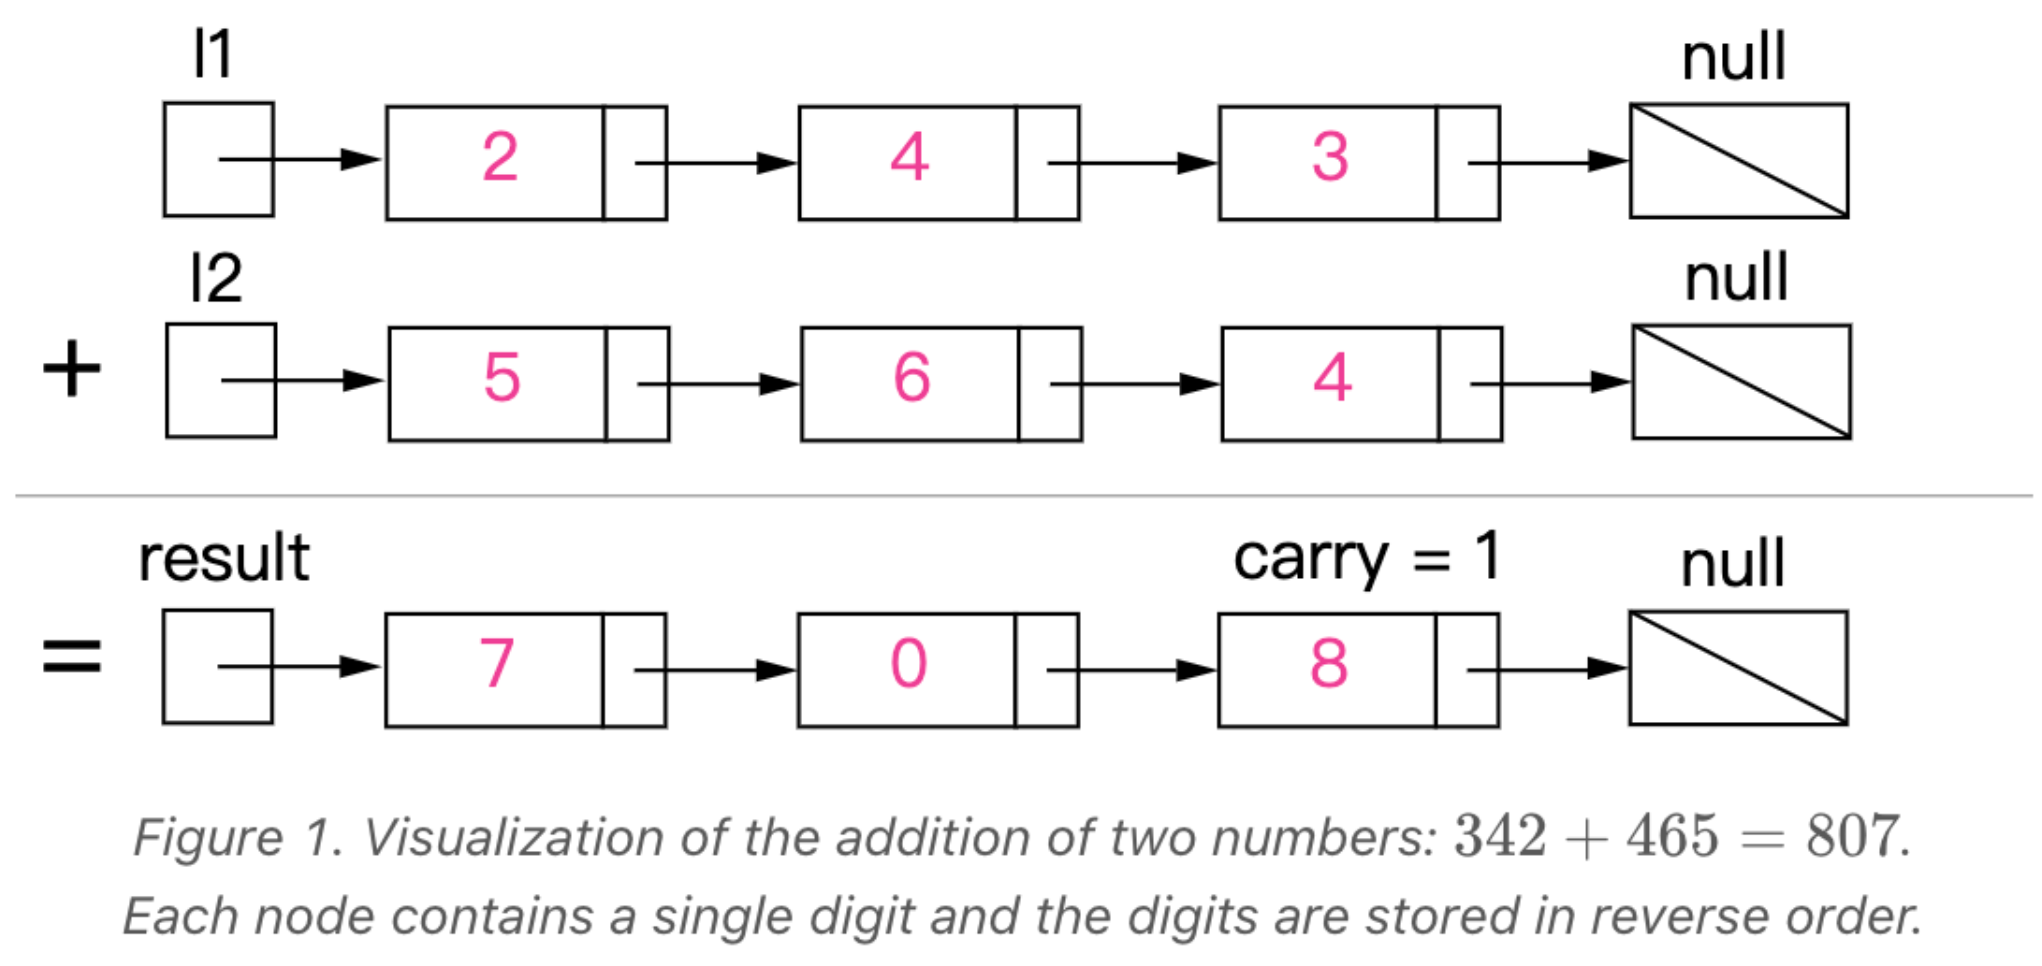 l1 null
2 4 3
l2 null
+ 5 6 4
result carry = 1 null
= 7 0 8
Figure 1. Visualization of the addition of two numbers: 342 + 465 = 807.
Each node contains a single digit and the digits are stored in reverse order.